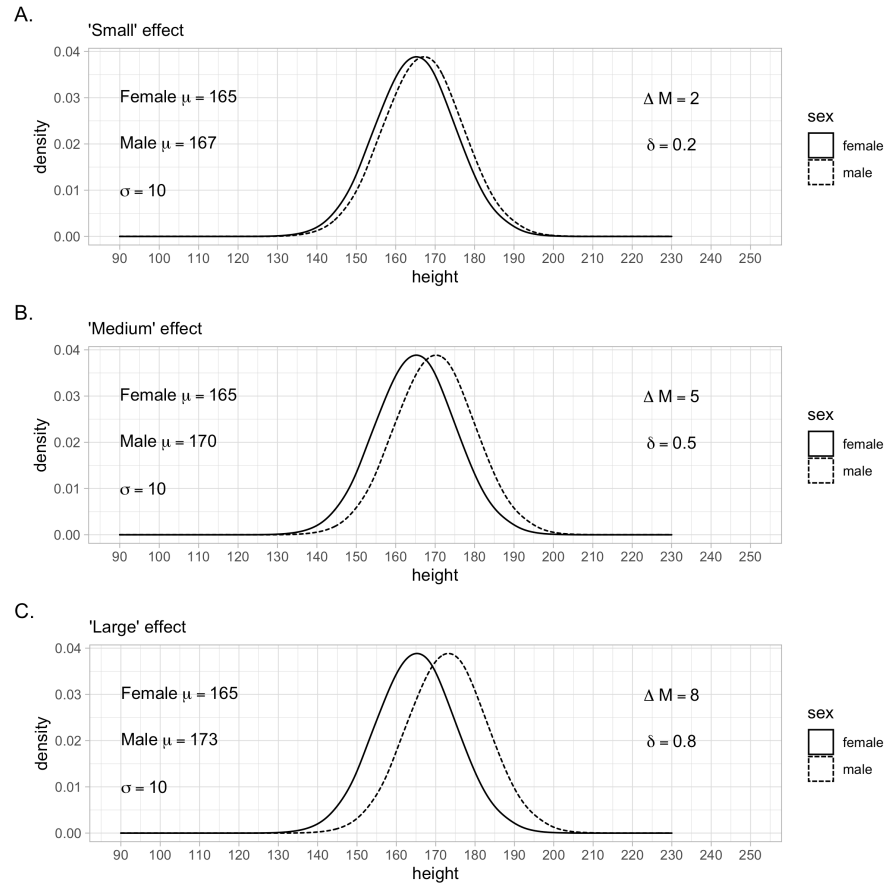 A.
'Small' effect
0.04
0.03
0.02
0.01
0.00
density
Female μ = 165
Male μ = 167
σ = 10
Δ M = 2
δ = 0.2
90 100 110 120 130 140 150 160 170 180 190 200 210 220 230 240 250
height
sex
female
male
B.
'Medium' effect
0.04
0.03
0.02
0.01
0.00
density
Female μ = 165
Male μ = 170
σ = 10
Δ M = 5
δ = 0.5
90 100 110 120 130 140 150 160 170 180 190 200 210 220 230 240 250
height
sex
female
male
C.
'Large' effect
0.04
0.03
0.02
0.01
0.00
density
Female μ = 165
Male μ = 173
σ = 10
Δ M = 8
δ = 0.8
90 100 110 120 130 140 150 160 170 180 190 200 210 220 230 240 250
height
sex
female
male